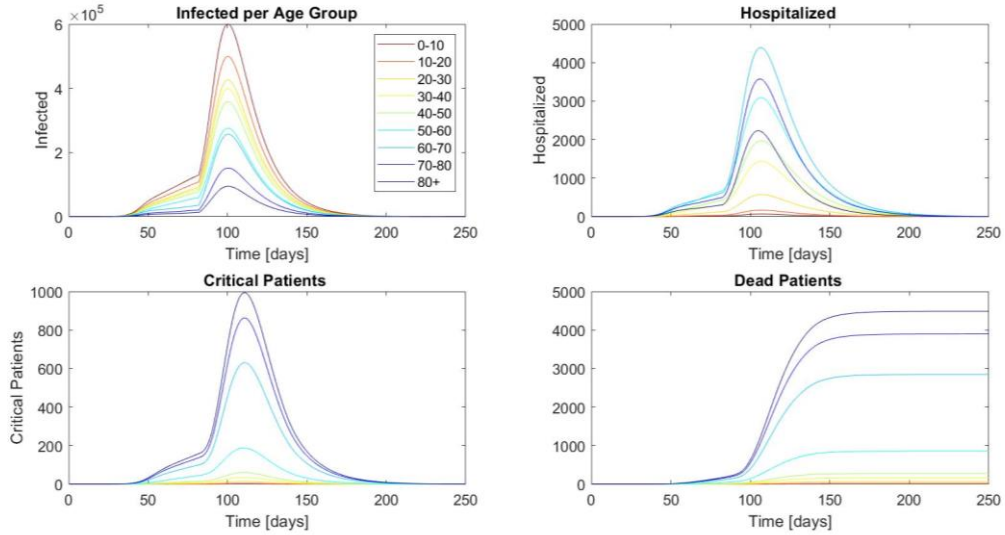 Infected per Age Group
×10⁵
6
4
2
0
Infected
0 50 100 150 200 250
Time [days]
0-10
10-20
20-30
30-40
40-50
50-60
60-70
70-80
80+
Hospitalized
5000
4000
3000
2000
1000
0
Hospitalized
0 50 100 150 200 250
Time [days]
Critical Patients
1000
800
600
400
200
0
Critical Patients
0 50 100 150 200 250
Time [days]
Dead Patients
5000
4000
3000
2000
1000
0
Hospitalized
0 50 100 150 200 250
Time [days]